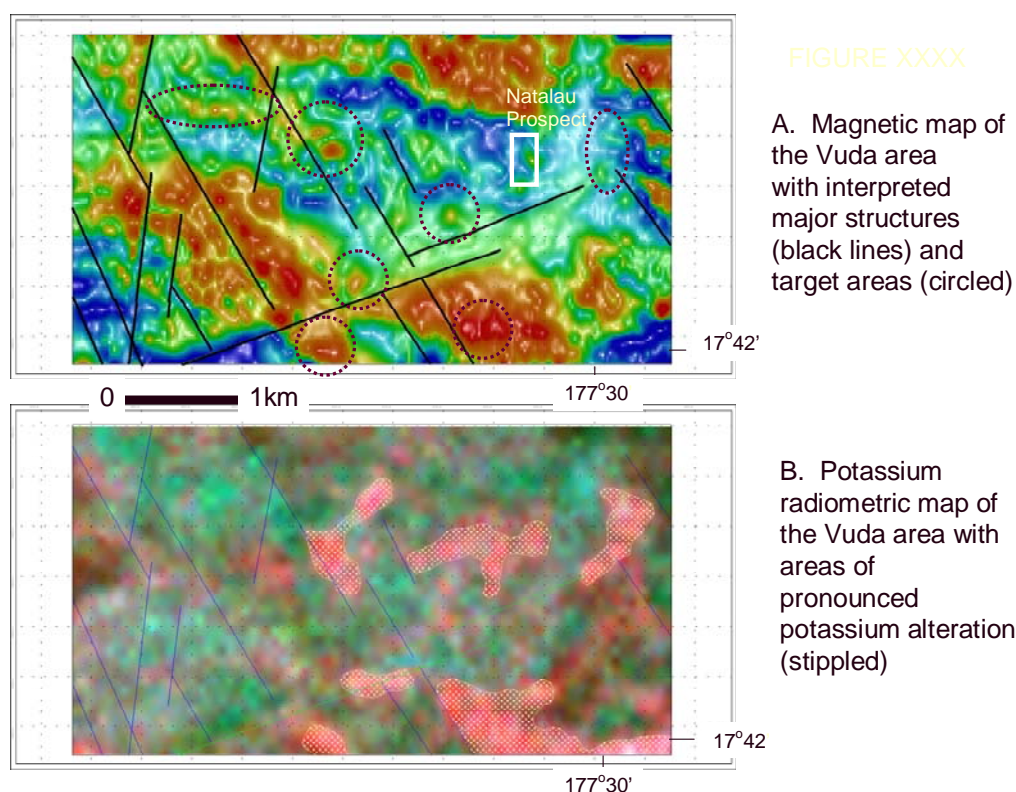 FIGURE XXXX
Natalau
Prospect
A. Magnetic map of
the Vuda area
with interpreted
major structures
(black lines) and
target areas (circled)
17°42'
0 1km
177°30
B. Potassium
radiometric map of
the Vuda area with
areas of
pronounced
potassium alteration
(stippled)
17°42
177°30'